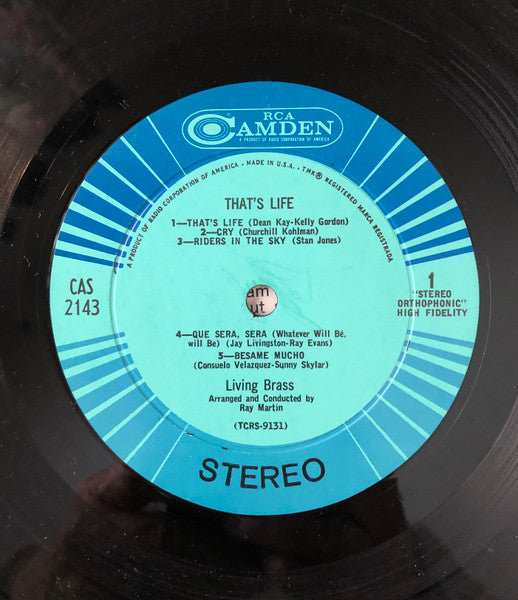 RCA
CAMDEN
A PRODUCT OF RADIO CORPORATION OF AMERICA
A PRODUCT OF RADIO CORPORATION OF AMERICA • MADE IN U.S.A. • TMK® REGISTERED MARCA REGISTRADA
THAT'S LIFE
1—THAT'S LIFE (Dean Kay-Kelly Gordon)
2—CRY (Churchill Kohlman)
3—RIDERS IN THE SKY (Stan Jones)
CAS
2143
1
"STEREO
ORTHOPHONIC"
HIGH FIDELITY
am
ut
4—QUE SERA, SERA (Whatever Will Be,
will Be) (Jay Livingston-Ray Evans)
5—BESAME MUCHO
(Consuelo Velazquez-Sunny Skylar)
Living Brass
Arranged and Conducted by
Ray Martin
(TCRS-9131)
STEREO